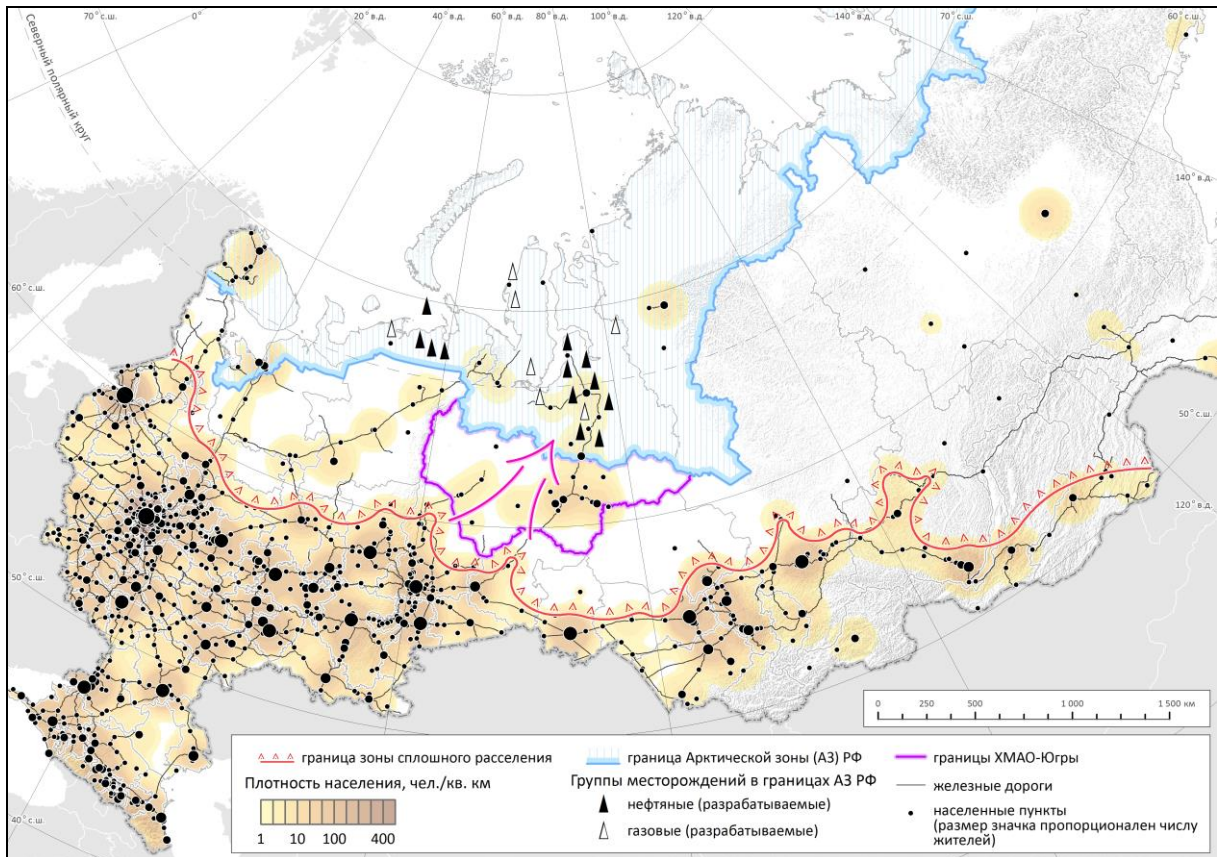 70° с.ш.
0°
20° в.д.
40° в.д.
60° в.д.
80° в.д.
100° в.д.
120° в.д.
140° в.д.
70° с.ш.
60° с.ш.
Северный полярный круг
140° в.д.
60° с.ш.
50° с.ш.
120° в.д.
50° с.ш.
40° с.ш.
0 250 500 1 000 1 500 км
граница зоны сплошного расселения
Плотность населения, чел./кв. км
1 10 100 400
граница Арктической зоны (АЗ) РФ
Группы месторождений в границах АЗ РФ
нефтяные (разрабатываемые)
газовые (разрабатываемые)
границы ХМАО-Югры
железные дороги
населенные пункты
(размер значка пропорционален числу
жителей)